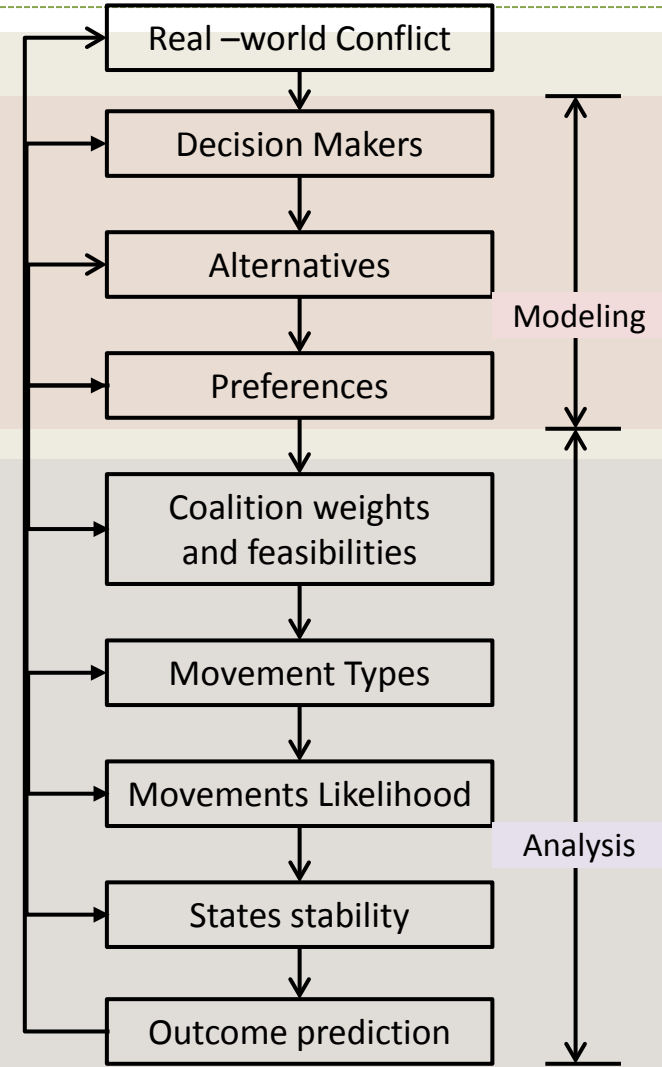 Real –world Conflict
Decision Makers
Alternatives
Modeling
Preferences
Coalition weights
and feasibilities
Movement Types
Movements Likelihood
Analysis
States stability
Outcome prediction